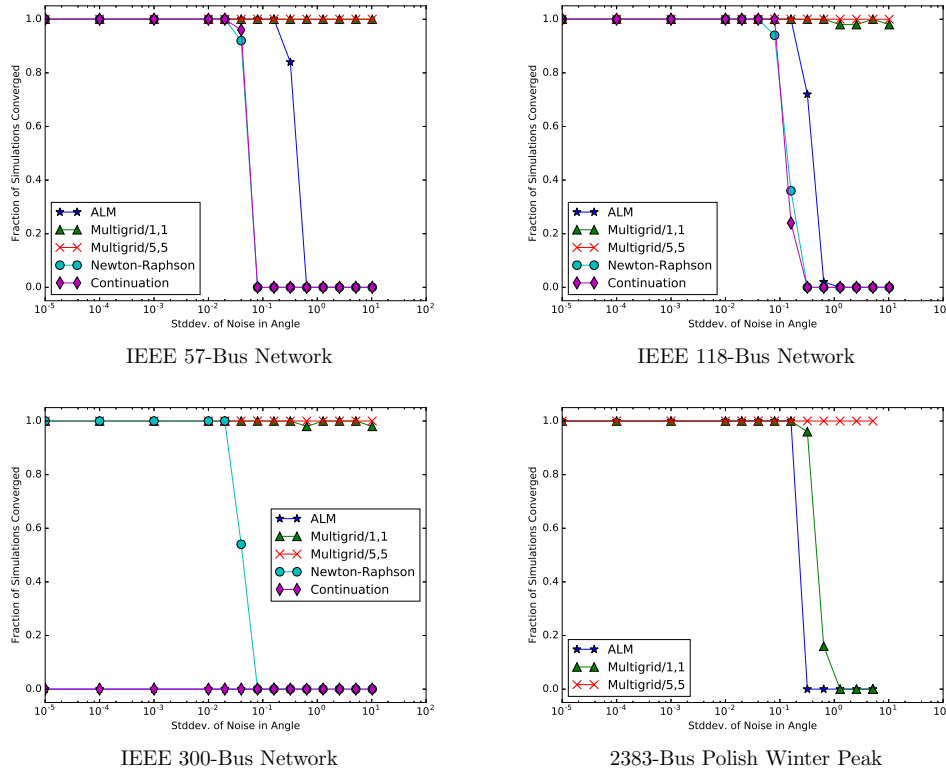 Fraction of Simulations Converged
1.0
0.8
0.6
0.4
0.2
0.0
ALM
Multigrid/1,1
Multigrid/5,5
Newton-Raphson
Continuation
10^-5 10^-4 10^-3 10^-2 10^-1 10^0 10^1 10^2
Stddev. of Noise in Angle
IEEE 57-Bus Network
Fraction of Simulations Converged
1.0
0.8
0.6
0.4
0.2
0.0
ALM
Multigrid/1,1
Multigrid/5,5
Newton-Raphson
Continuation
10^-5 10^-4 10^-3 10^-2 10^-1 10^0 10^1 10
Stddev. of Noise in Angle
IEEE 118-Bus Network
Fraction of Simulations Converged
1.0
0.8
0.6
0.4
0.2
0.0
ALM
Multigrid/1,1
Multigrid/5,5
Newton-Raphson
Continuation
10^-5 10^-4 10^-3 10^-2 10^-1 10^0 10^1 10^2
Stddev. of Noise in Angle
IEEE 300-Bus Network
Fraction of Simulations Converged
1.0
0.8
0.6
0.4
0.2
0.0
ALM
Multigrid/1,1
Multigrid/5,5
10^-5 10^-4 10^-3 10^-2 10^-1 10^0 10^1 10
Stddev. of Noise in Angle
2383-Bus Polish Winter Peak